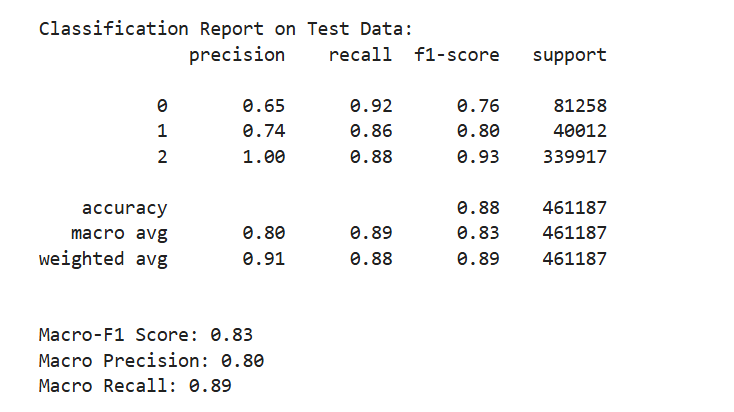 Classification Report on Test Data:
precision recall f1-score support
0 0.65 0.92 0.76 81258
1 0.74 0.86 0.80 40012
2 1.00 0.88 0.93 339917
accuracy 0.88 461187
macro avg 0.80 0.89 0.83 461187
weighted avg 0.91 0.88 0.89 461187
Macro-F1 Score: 0.83
Macro Precision: 0.80
Macro Recall: 0.89